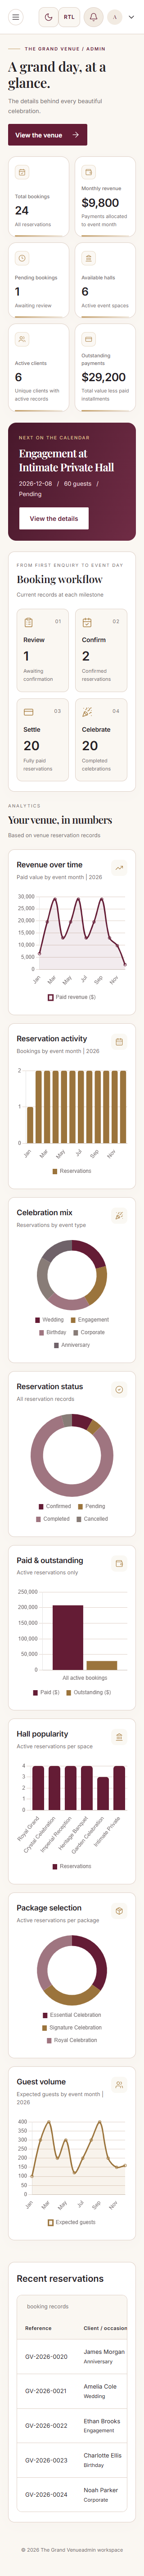 RTL
A
THE GRAND VENUE / ADMIN
A grand day, at a
glance.
The details behind every beautiful
celebration.
View the venue
Total bookings
24
All reservations
Monthly revenue
$9,800
Payments allocated
to event month
Pending bookings
1
Awaiting review
Available halls
6
Active event spaces
Active clients
6
Unique clients with
active records
Outstanding
payments
$29,200
Total value less paid
installments
NEXT ON THE CALENDAR
Engagement at
Intimate Private Hall
2026-12-08 / 60 guests /
Pending
View the details
FROM FIRST ENQUIRY TO EVENT DAY
Booking workflow
Current records at each milestone
01
Review
1
Awaiting
confirmation
02
Confirm
2
Confirmed
reservations
03
Settle
20
Fully paid
reservations
04
Celebrate
20
Completed
celebrations
ANALYTICS
Your venue, in numbers
Based on venue reservation records
Revenue over time
Paid value by event month | 2026
30,000
25,000
20,000
15,000
10,000
5,000
0
Jan
Mar
May
Jul
Sep
Nov
Paid revenue ($)
Reservation activity
Bookings by event month | 2026
2
1
0
Jan
Mar
May
Jul
Sep
Nov
Reservations
Celebration mix
Reservations by event type
Wedding
Engagement
Birthday
Corporate
Anniversary
Reservation status
All reservation records
Confirmed
Pending
Completed
Cancelled
Paid & outstanding
Active reservations only
250,000
200,000
150,000
100,000
50,000
0
All active bookings
Paid ($)
Outstanding ($)
Hall popularity
Active reservations per space
4
3
2
1
0
Royal Grand
Crystal Celebration
Imperial Reception
Heritage Banquet
Garden Celebration
Intimate Private
Reservations
Package selection
Active reservations per package
Essential Celebration
Signature Celebration
Royal Celebration
Guest volume
Expected guests by event month |
2026
400
350
300
250
200
150
100
50
0
Jan
Mar
May
Jul
Sep
Nov
Expected guests
Recent reservations
booking records
Reference
Client / occasion
GV-2026-0020
James Morgan
Anniversary
GV-2026-0021
Amelia Cole
Wedding
GV-2026-0022
Ethan Brooks
Engagement
GV-2026-0023
Charlotte Ellis
Birthday
GV-2026-0024
Noah Parker
Corporate
© 2026 The Grand Venueadmin workspace